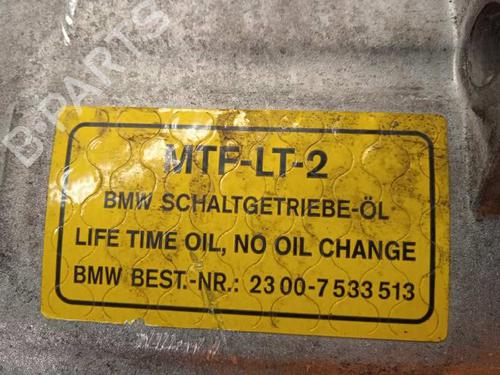 B-PARTS
MTF-LT-2
BMW SCHALTGETRIEBE-ÖL
LIFE TIME OIL, NO OIL CHANGE
BMW BEST.-NR.: 23 00-7 533 513